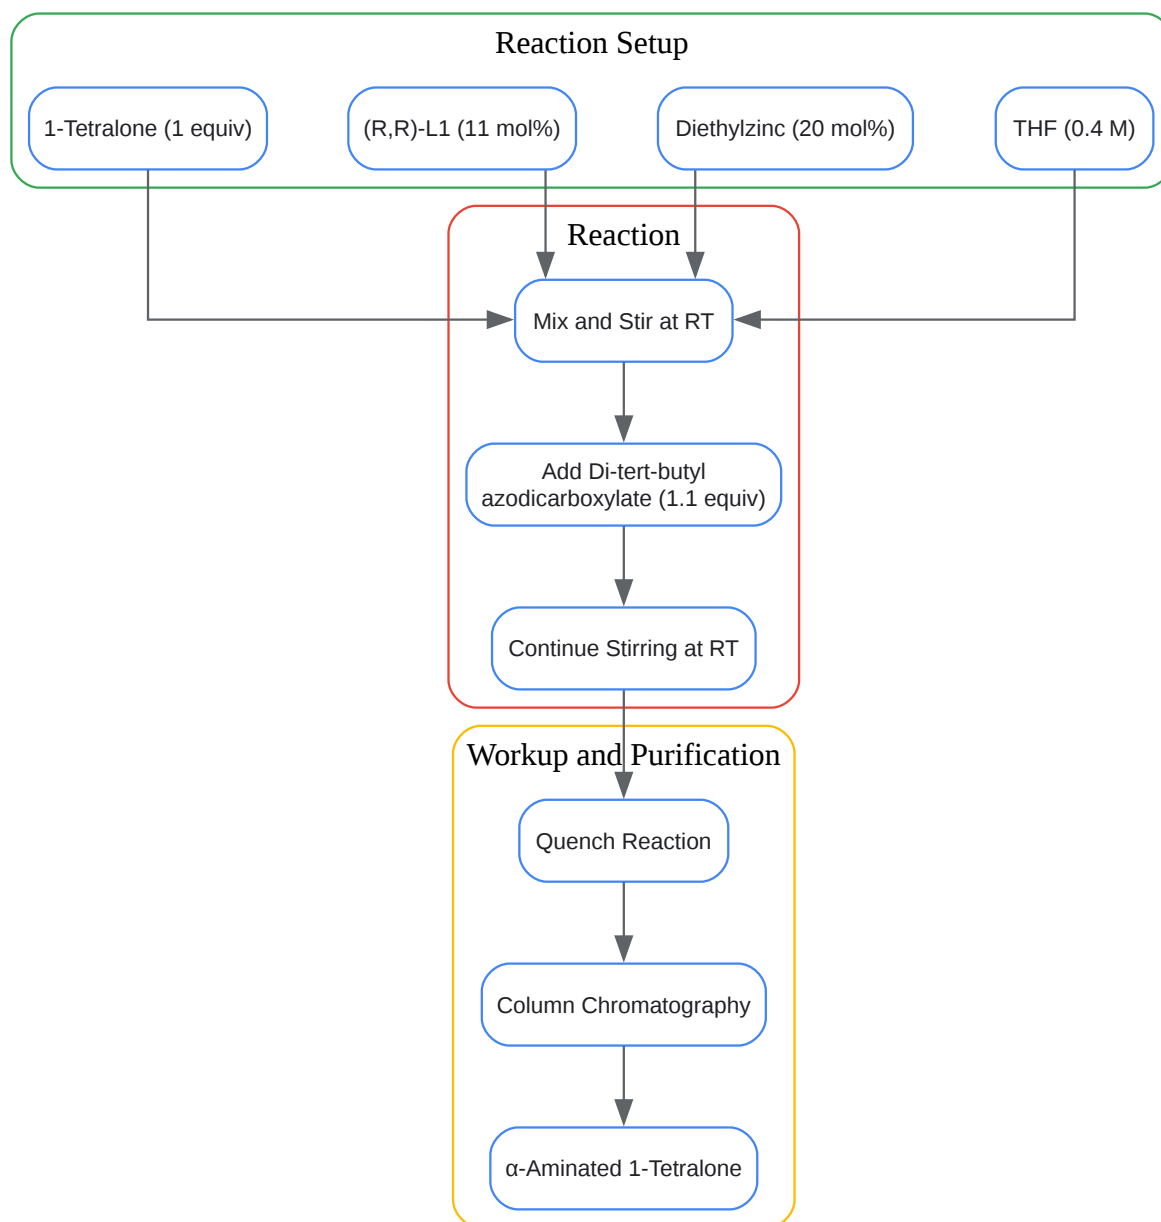 Reaction Setup
1-Tetralone (1 equiv)
(R,R)-L1 (11 mol%)
Diethylzinc (20 mol%)
THF (0.4 M)
Reaction
Mix and Stir at RT
Add Di-tert-butyl
azodicarboxylate (1.1 equiv)
Continue Stirring at RT
Workup and Purification
Quench Reaction
Column Chromatography
α-Aminated 1-Tetralone